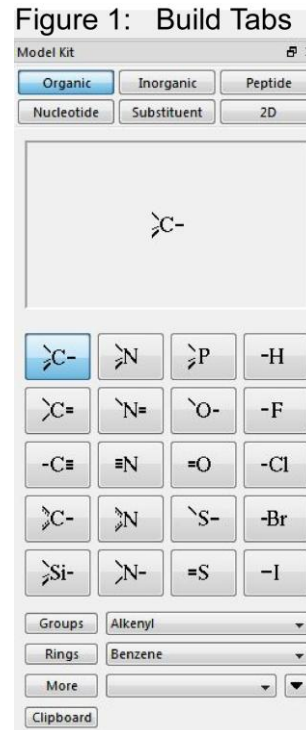 Figure 1: Build Tabs
Model Kit
Organic Inorganic Peptide
Nucleotide Substituent 2D
C-
C- N P -H
C= N= O- -F
-C≡ ≡N =O -Cl
C- N S- -Br
Si- N- =S -I
Groups Alkenyl
Rings Benzene
More
Clipboard